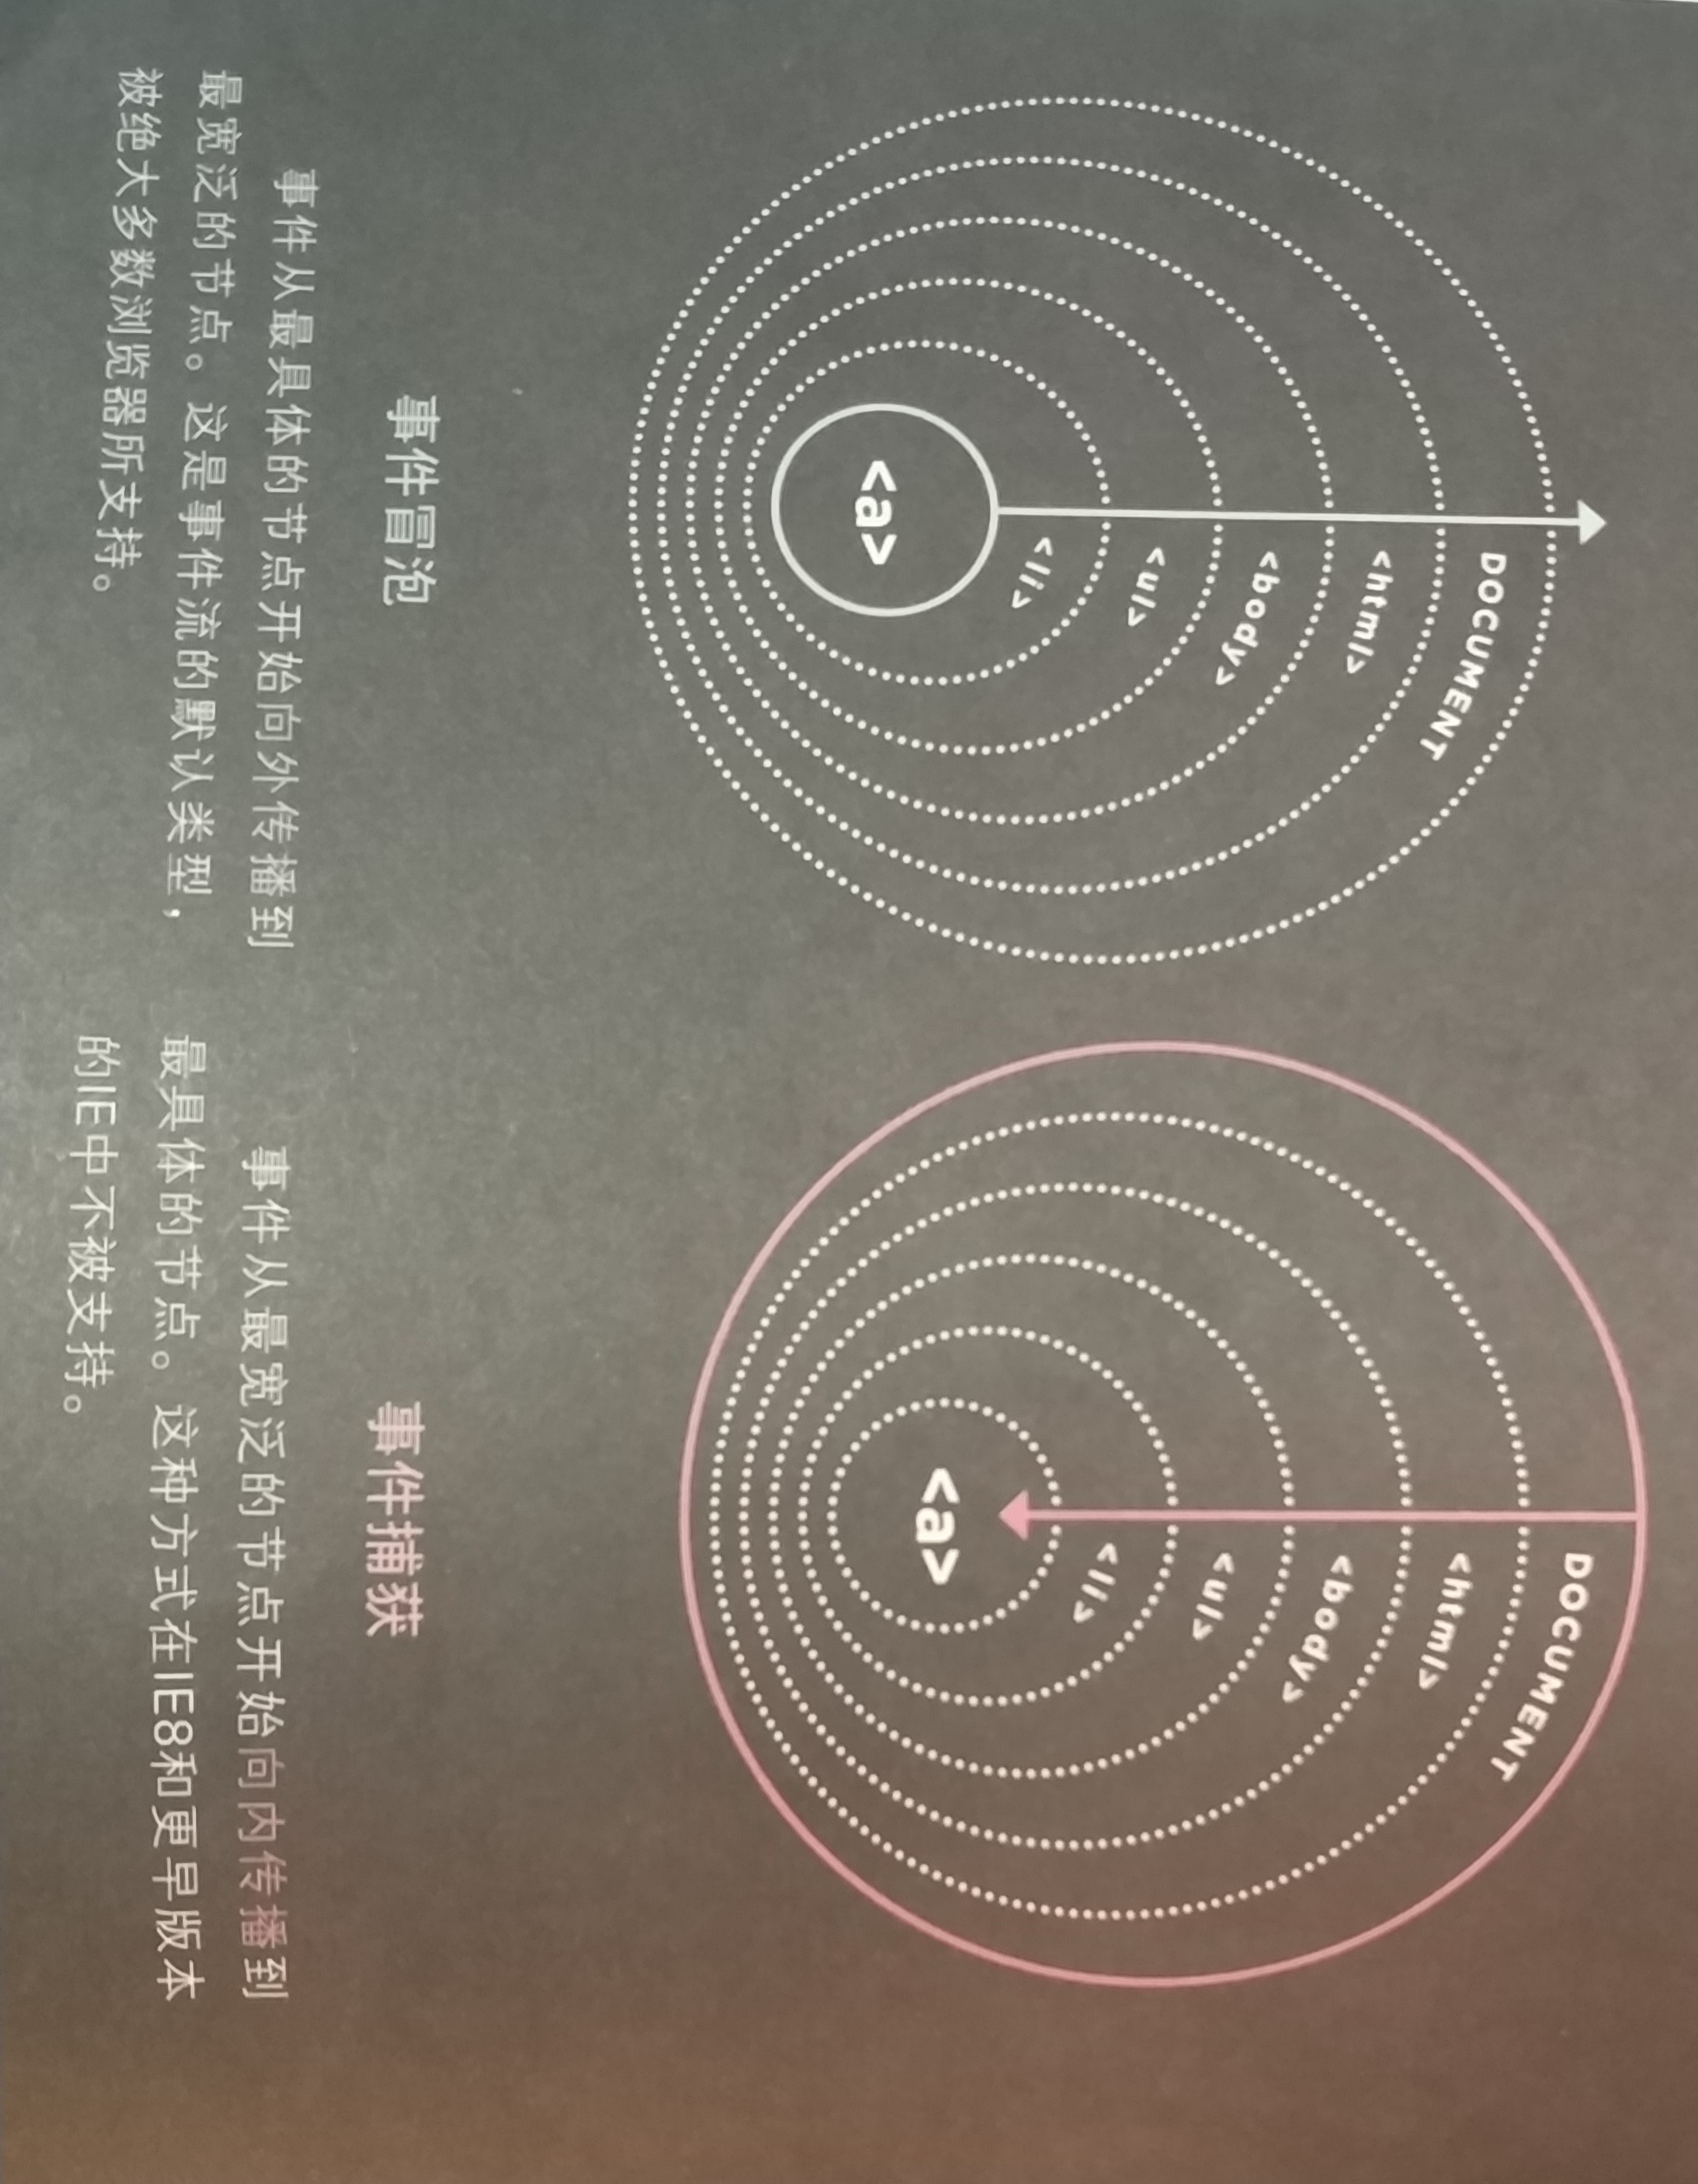 DOCUMENT
<html>
<body>
<ul>
<li>
<a>
事件冒泡
事件从最具体的节点开始向外传播到
最宽泛的节点。这是事件流的默认类型，
被绝大多数浏览器所支持。
DOCUMENT
<html>
<body>
<ul>
<li>
<a>
事件捕获
事件从最宽泛的节点开始向内传播到
最具体的节点。这种方式在IE8和更早版本
的IE中不被支持。